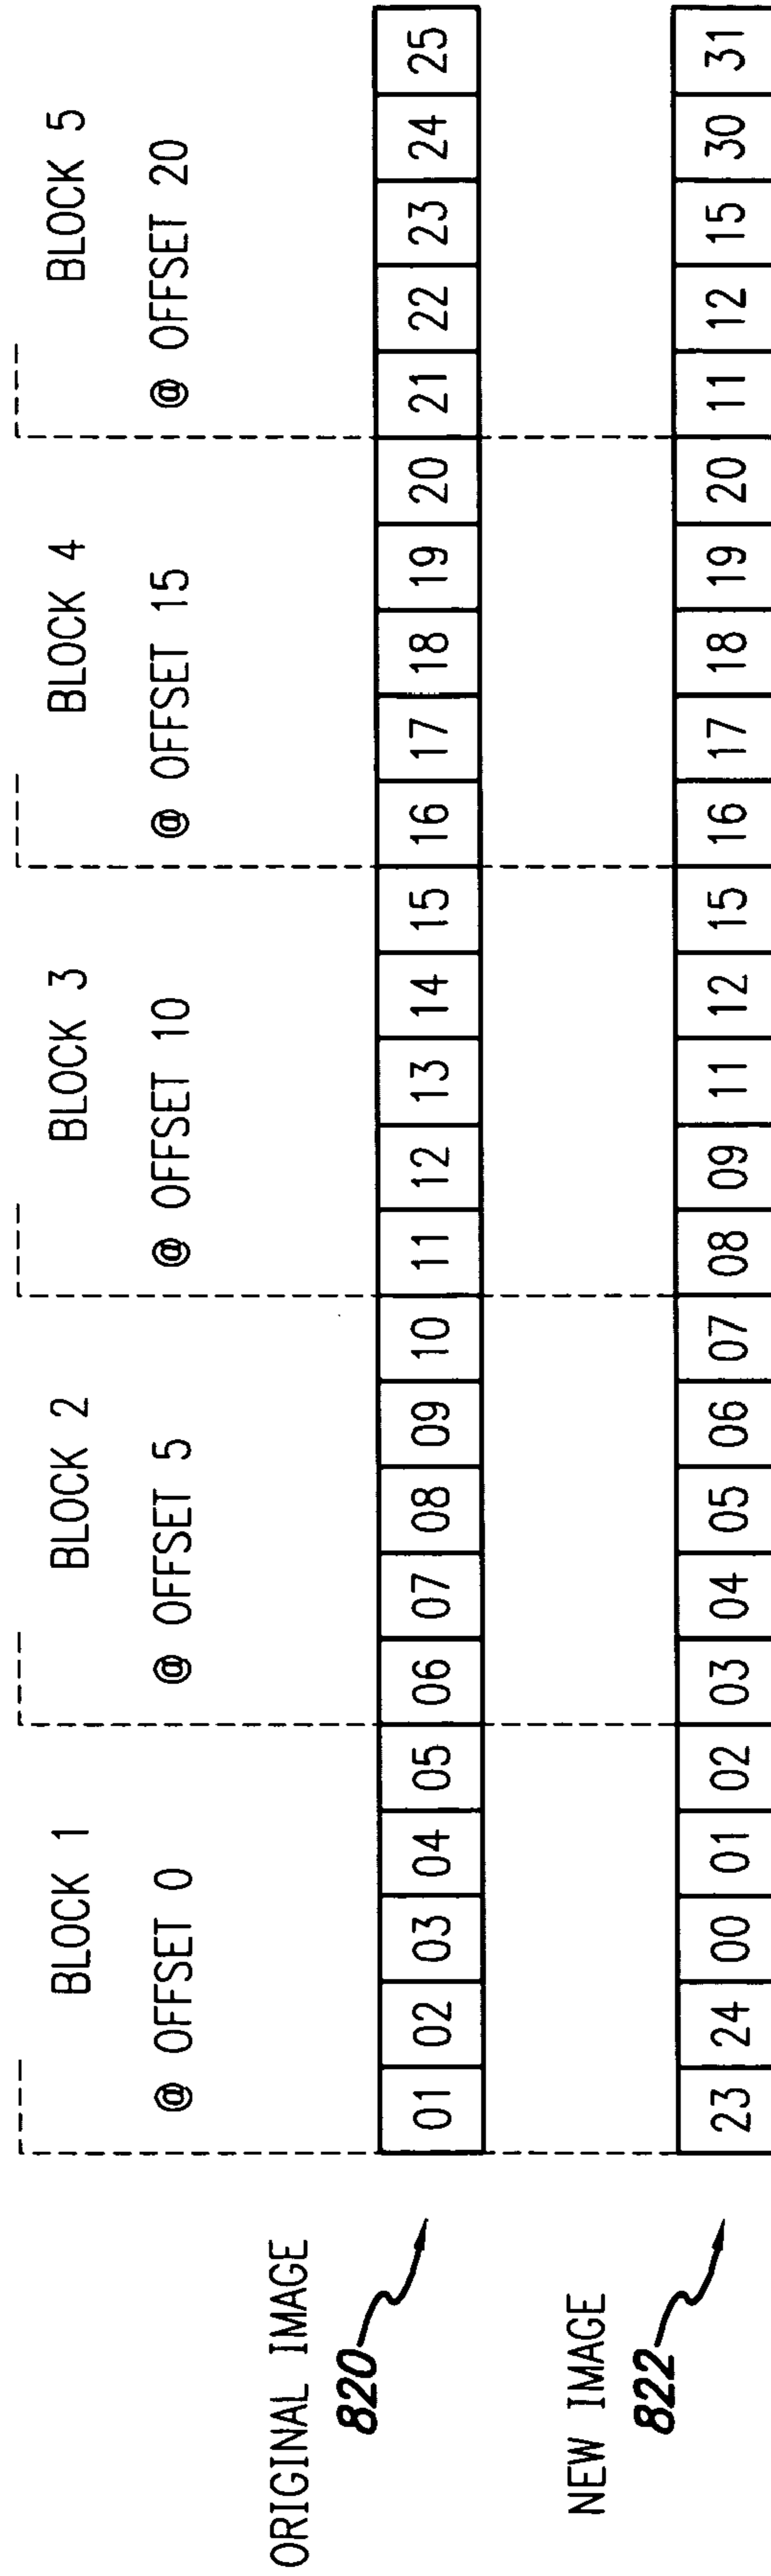 BLOCK 1 BLOCK 2 BLOCK 3 BLOCK 4 BLOCK 5
@ OFFSET 0 @ OFFSET 5 @ OFFSET 10 @ OFFSET 15 @ OFFSET 20
ORIGINAL IMAGE
820
01 02 03 04 05 06 07 08 09 10 11 12 13 14 15 16 17 18 19 20 21 22 23 24 25
NEW IMAGE
822
23 24 00 01 02 03 04 05 06 07 08 09 11 12 15 16 17 18 19 20 11 12 15 30 31